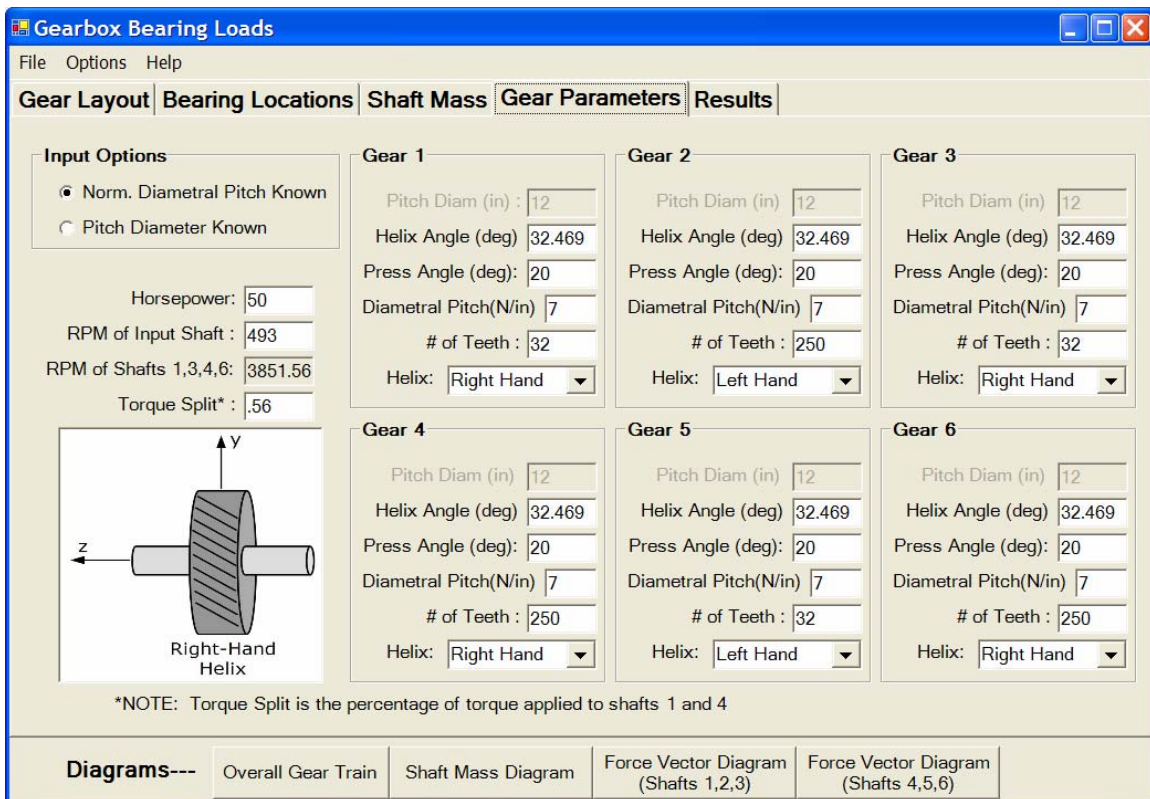 Gearbox Bearing Loads
File Options Help
Gear Layout Bearing Locations Shaft Mass Gear Parameters Results
Input Options
Norm. Diametral Pitch Known
Pitch Diameter Known
Horsepower: 50
RPM of Input Shaft : 493
RPM of Shafts 1,3,4,6: 3851.56
Torque Split* : .56
y
z
Right-Hand
Helix
Gear 1
Pitch Diam (in) : 12
Helix Angle (deg) 32.469
Press Angle (deg): 20
Diametral Pitch(N/in) 7
# of Teeth : 32
Helix: Right Hand
Gear 2
Pitch Diam (in) 12
Helix Angle (deg) 32.469
Press Angle (deg): 20
Diametral Pitch(N/in) 7
# of Teeth : 250
Helix: Left Hand
Gear 3
Pitch Diam (in) 12
Helix Angle (deg) 32.469
Press Angle (deg): 20
Diametral Pitch(N/in) 7
# of Teeth : 32
Helix: Right Hand
Gear 4
Pitch Diam (in) 12
Helix Angle (deg) 32.469
Press Angle (deg): 20
Diametral Pitch(N/in) 7
# of Teeth : 250
Helix: Right Hand
Gear 5
Pitch Diam (in) 12
Helix Angle (deg) 32.469
Press Angle (deg): 20
Diametral Pitch(N/in) 7
# of Teeth : 32
Helix: Left Hand
Gear 6
Pitch Diam (in) 12
Helix Angle (deg) 32.469
Press Angle (deg): 20
Diametral Pitch(N/in) 7
# of Teeth : 250
Helix: Right Hand
*NOTE: Torque Split is the percentage of torque applied to shafts 1 and 4
Diagrams---
Overall Gear Train
Shaft Mass Diagram
Force Vector Diagram
(Shafts 1,2,3)
Force Vector Diagram
(Shafts 4,5,6)